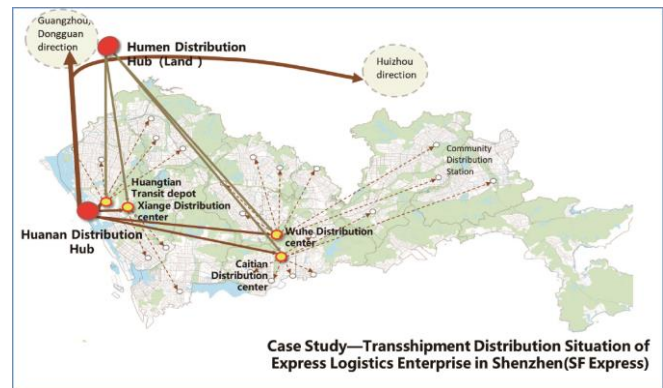 Guangzhou,
Dongguan
direction
Humen Distribution
Hub (Land )
Huizhou
direction
Community
Distribution
Station
Huangtian
Transit depot
Xiange Distribution
center
Huanan Distribution
Hub
Wuhe Distribution
center
Caitian
Distribution
center
Case Study—Transshipment Distribution Situation of
Express Logistics Enterprise in Shenzhen(SF Express)